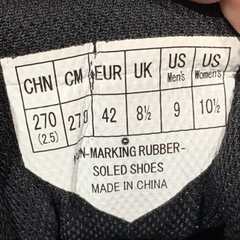 CHN CM EUR UK US Men's US Women's
270 (2.5) 27.0 42 8½ 9 10½
NON-MARKING RUBBER-
SOLED SHOES
MADE IN CHINA